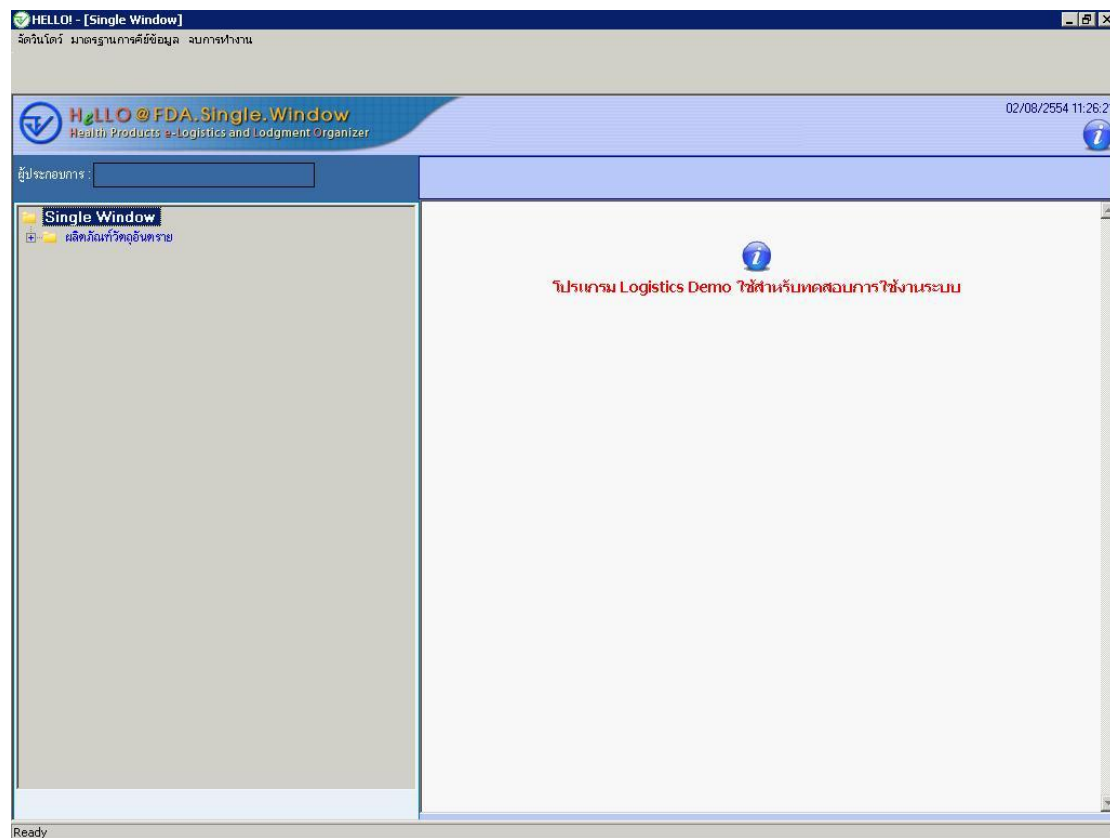 HELLO! - [Single Window]
จัดวินโดว์ มาตรฐานการคีย์ข้อมูล จบการทำงาน
HeLLO @ FDA.Single.Window
Health Products e-Logistics and Lodgment Organizer
02/08/2554 11:26:2
ผู้ประกอบการ :
Single Window
ผลิตภัณฑ์วัตถุอันตราย
โปรแกรม Logistics Demo ใช้สำหรับทดสอบการใช้งานระบบ
Ready